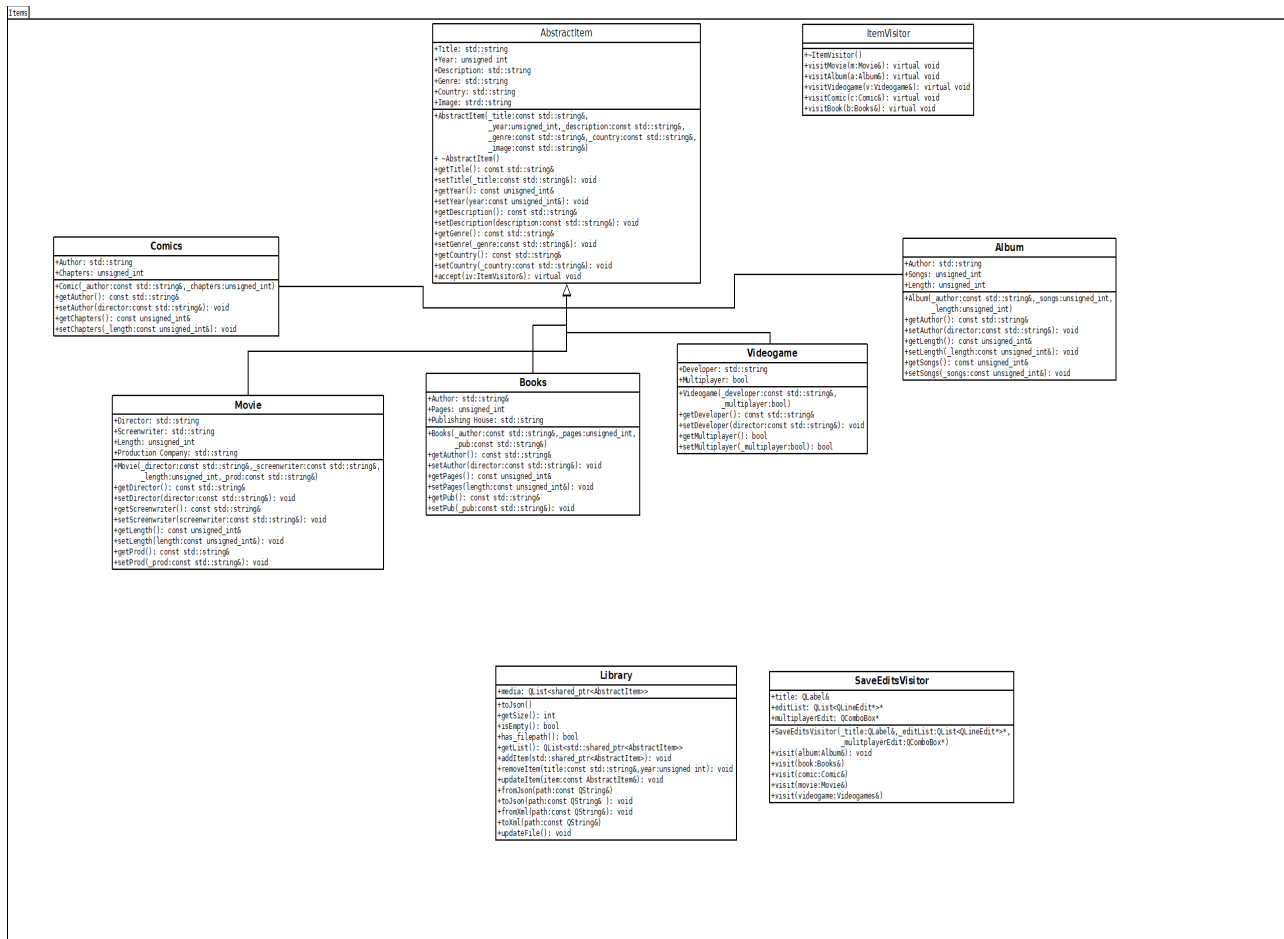 Items
AbstractItem
+Title: std::string
+Year: unsigned int
+Description: std::string
+Genre: std::string
+Country: std::string
+Image: strd::string
+AbstractItem(_title:const std::string&,
_year:unsigned_int,_description:const std::string&,
_genre:const std::string&,_country:const std::string&,
_image:const std::string&)
+ ~AbstractItem()
+getTitle(): const std::string&
+setTitle(_title:const std::string&): void
+getYear(): const unisgned_int&
+setYear(year:const unsigned_int&): void
+getDescription(): const std::string&
+setDescription(description:const std::string&): void
+getGenre(): const std::string&
+setGenre(_genre:const std::string&): void
+getCountry(): const std::string&
+setCountry(_country:const std::string&): void
+accept(iv:ItemVisitor&): virtual void
ItemVisitor
+~ItemVisitor()
+visitMovie(m:Movie&): virtual void
+visitAlbum(a:Album&): virtual void
+visitVideogame(v:Videogame&): virtual void
+visitComic(c:Comic&): virtual void
+visitBook(b:Books&): virtual void
Comics
+Author: std::string
+Chapters: unsigned_int
+Comic(_author:const std::string&,_chapters:unsigned_int)
+getAuthor(): const std::string&
+setAuthor(director:const std::string&): void
+getChapters(): const unsigned_int&
+setChapters(_length:const unsigned_int&): void
Album
+Author: std::string
+Songs: unsigned_int
+Length: unsigned_int
+Album(_author:const std::string&,_songs:unsigned_int,
_length:unsigned_int)
+getAuthor(): const std::string&
+setAuthor(director:const std::string&): void
+getLength(): const unsigned_int&
+setLength(_length:const unsigned_int&): void
+getSongs(): const unsigned_int&
+setSongs(_songs:const unsigned_int&): void
Videogame
+Developer: std::string
+Multiplayer: bool
+Videogame(_developer:const std::string&,
_multiplayer:bool)
+getDeveloper(): const std::string&
+setDeveloper(director:const std::string&): void
+getMultiplayer(): bool
+setMultiplayer(_multiplayer:bool): bool
Books
+Author: std::string&
+Pages: unsigned_int
+Publishing House: std::string
+Books(_author:const std::string&,_pages:unsigned_int,
_pub:const std::string&)
+getAuthor(): const std::string&
+setAuthor(director:const std::string&): void
+getPages(): const unsigned_int&
+setPages(length:const unsigned_int&): void
+getPub(): const std::string&
+setPub(_pub:const std::string&): void
Movie
+Director: std::string
+Screenwriter: std::string
+Length: unsigned_int
+Production Company: std::string
+Movie(_director:const std::string&,_screenwriter:const std::string&,
_length:unsigned_int,_prod:const std::string&)
+getDirector(): const std::string&
+setDirector(director:const std::string&): void
+getScreenwriter(): const std::string&
+setScreenwriter(screenwriter:const std::string&): void
+getLength(): const unsigned_int&
+setLength(length:const unsigned_int&): void
+getProd(): const std::string&
+setProd(_prod:const std::string&): void
Library
+media: QList<shared_ptr<AbstractItem>>
+toJson()
+getSize(): int
+isEmpty(): bool
+has_filepath(): bool
+getList(): QList<std::shared_ptr<AbstractItem>>
+addItem(std::shared_ptr<AbstractItem>): void
+removeItem(title:const std::string&,year:unsigned int): void
+updateItem(item:const AbstractItem&): void
+fromJson(path:const QString&)
+toJson(path:const QString& ): void
+fromXml(path:const QString&): void
+toXml(path:const QString&)
+updateFile(): void
SaveEditsVisitor
+title: QLabel&
+editList: QList<QLineEdit*>*
+multiplayerEdit: QComboBox*
+SaveEditsVisitor(_title:QLabel&,_editList:QList<QLineEdit*>*,
_mulitplayerEdit:QComboBox*)
+visit(album:Album&): void
+visit(book:Books&)
+visit(comic:Comic&)
+visit(movie:Movie&)
+visit(videogame:Videogames&)